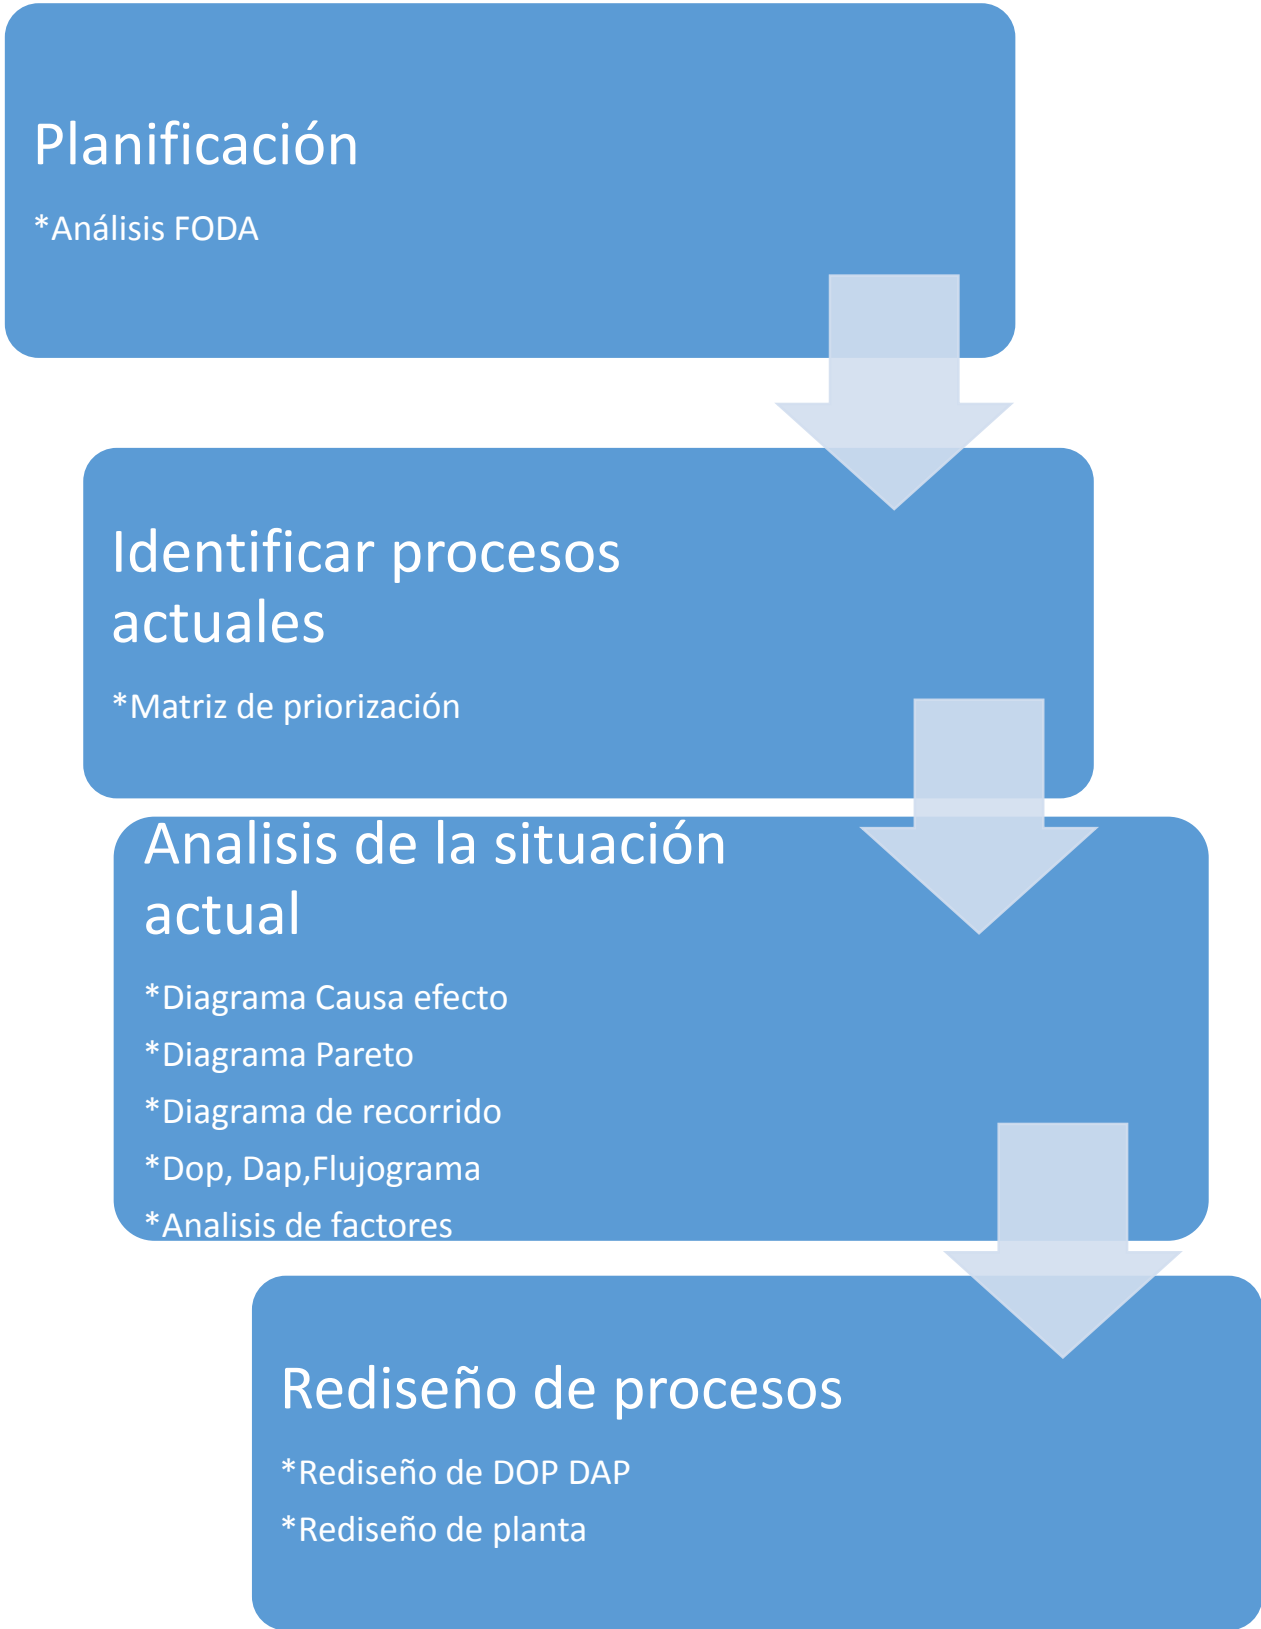 Planificación
*Análisis FODA
Identificar procesos
actuales
*Matriz de priorización
Analisis de la situación
actual
*Diagrama Causa efecto
*Diagrama Pareto
*Diagrama de recorrido
*Dop, Dap,Flujograma
*Analisis de factores
Rediseño de procesos
*Rediseño de DOP DAP
*Rediseño de planta